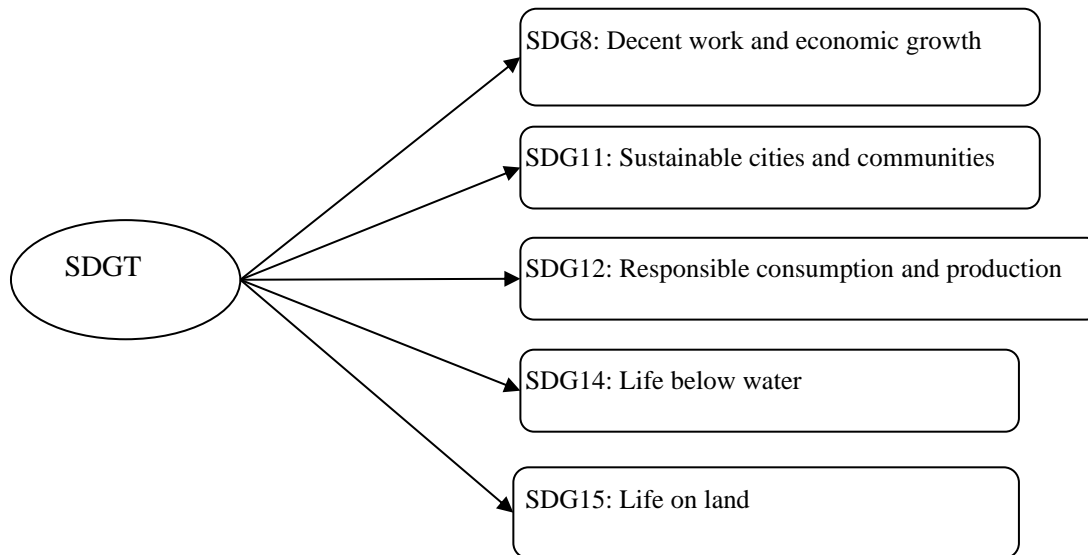 SDG8: Decent work and economic growth
SDG11: Sustainable cities and communities
SDGT
SDG12: Responsible consumption and production
SDG14: Life below water
SDG15: Life on land